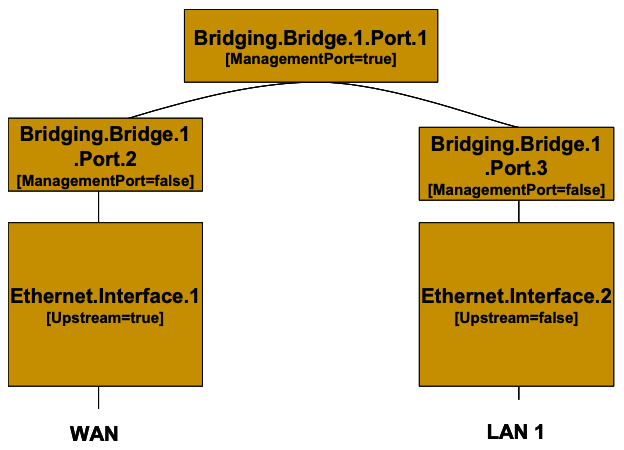 Bridging.Bridge.1.Port.1
[ManagementPort=true]
Bridging.Bridge.1
.Port.2
[ManagementPort=false]
Bridging.Bridge.1
.Port.3
[ManagementPort=false]
Ethernet.Interface.1
[Upstream=true]
Ethernet.Interface.2
[Upstream=false]
WAN
LAN 1